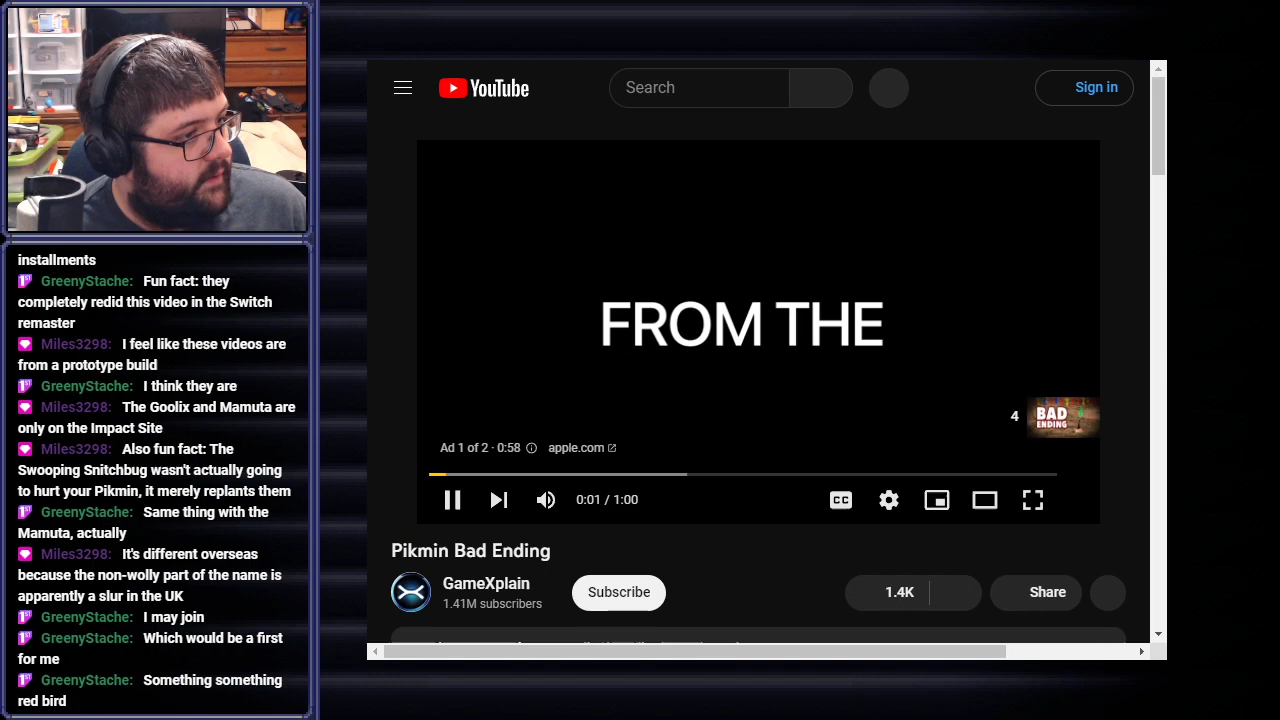 installments
GreenyStache: Fun fact: they
completely redid this video in the Switch
remaster
Miles3298: I feel like these videos are
from a prototype build
GreenyStache: I think they are
Miles3298: The Goolix and Mamuta are
only on the Impact Site
Miles3298: Also fun fact: The
Swooping Snitchbug wasn't actually going
to hurt your Pikmin, it merely replants them
GreenyStache: Same thing with the
Mamuta, actually
Miles3298: It's different overseas
because the non-wolly part of the name is
apparently a slur in the UK
GreenyStache: I may join
GreenyStache: Which would be a first
for me
GreenyStache: Something something
red bird
YouTube
Search
Sign in
FROM THE
4
BAD
ENDING
Ad 1 of 2 · 0:58
apple.com
0:01 / 1:00
CC
Pikmin Bad Ending
GameXplain
1.41M subscribers
Subscribe
1.4K
Share